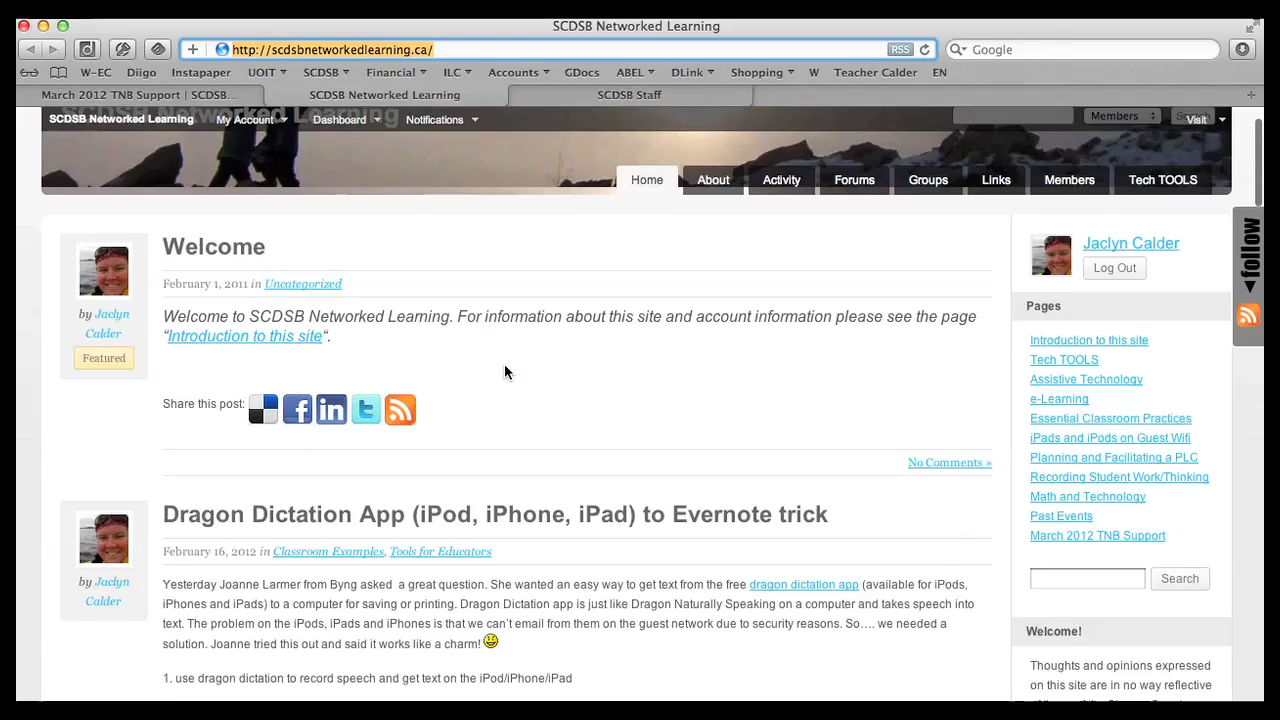 SCDSB Networked Learning
http://scdsbnetworkedlearning.ca/
RSS
Google
W-EC Diigo Instapaper UOIT SCDSB Financial ILC Accounts GDocs ABEL DLink Shopping W Teacher Calder EN
March 2012 TNB Support | SCDSB... SCDSB Networked Learning SCDSB Staff
SCDSB Networked Learning
SCDSB Networked Learning My Account Dashboard Notifications Members Visit
Home About Activity Forums Groups Links Members Tech TOOLS
Welcome
February 1, 2011 in Uncategorized
by Jaclyn
Calder
Featured
Welcome to SCDSB Networked Learning. For information about this site and account information please see the page
“Introduction to this site“.
Share this post:
No Comments »
Dragon Dictation App (iPod, iPhone, iPad) to Evernote trick
February 16, 2012 in Classroom Examples, Tools for Educators
by Jaclyn
Calder
Yesterday Joanne Larmer from Byng asked a great question. She wanted an easy way to get text from the free dragon dictation app (available for iPods,
iPhones and iPads) to a computer for saving or printing. Dragon Dictation app is just like Dragon Naturally Speaking on a computer and takes speech into
text. The problem on the iPods, iPads and iPhones is that we can’t email from them on the guest network due to security reasons. So…. we needed a
solution. Joanne tried this out and said it works like a charm!
1. use dragon dictation to record speech and get text on the iPod/iPhone/iPad
Jaclyn Calder
Log Out
Pages
Introduction to this site
Tech TOOLS
Assistive Technology
e-Learning
Essential Classroom Practices
iPads and iPods on Guest Wifi
Planning and Facilitating a PLC
Recording Student Work/Thinking
Math and Technology
Past Events
March 2012 TNB Support
Search
Welcome!
Thoughts and opinions expressed
on this site are in no way reflective
follow